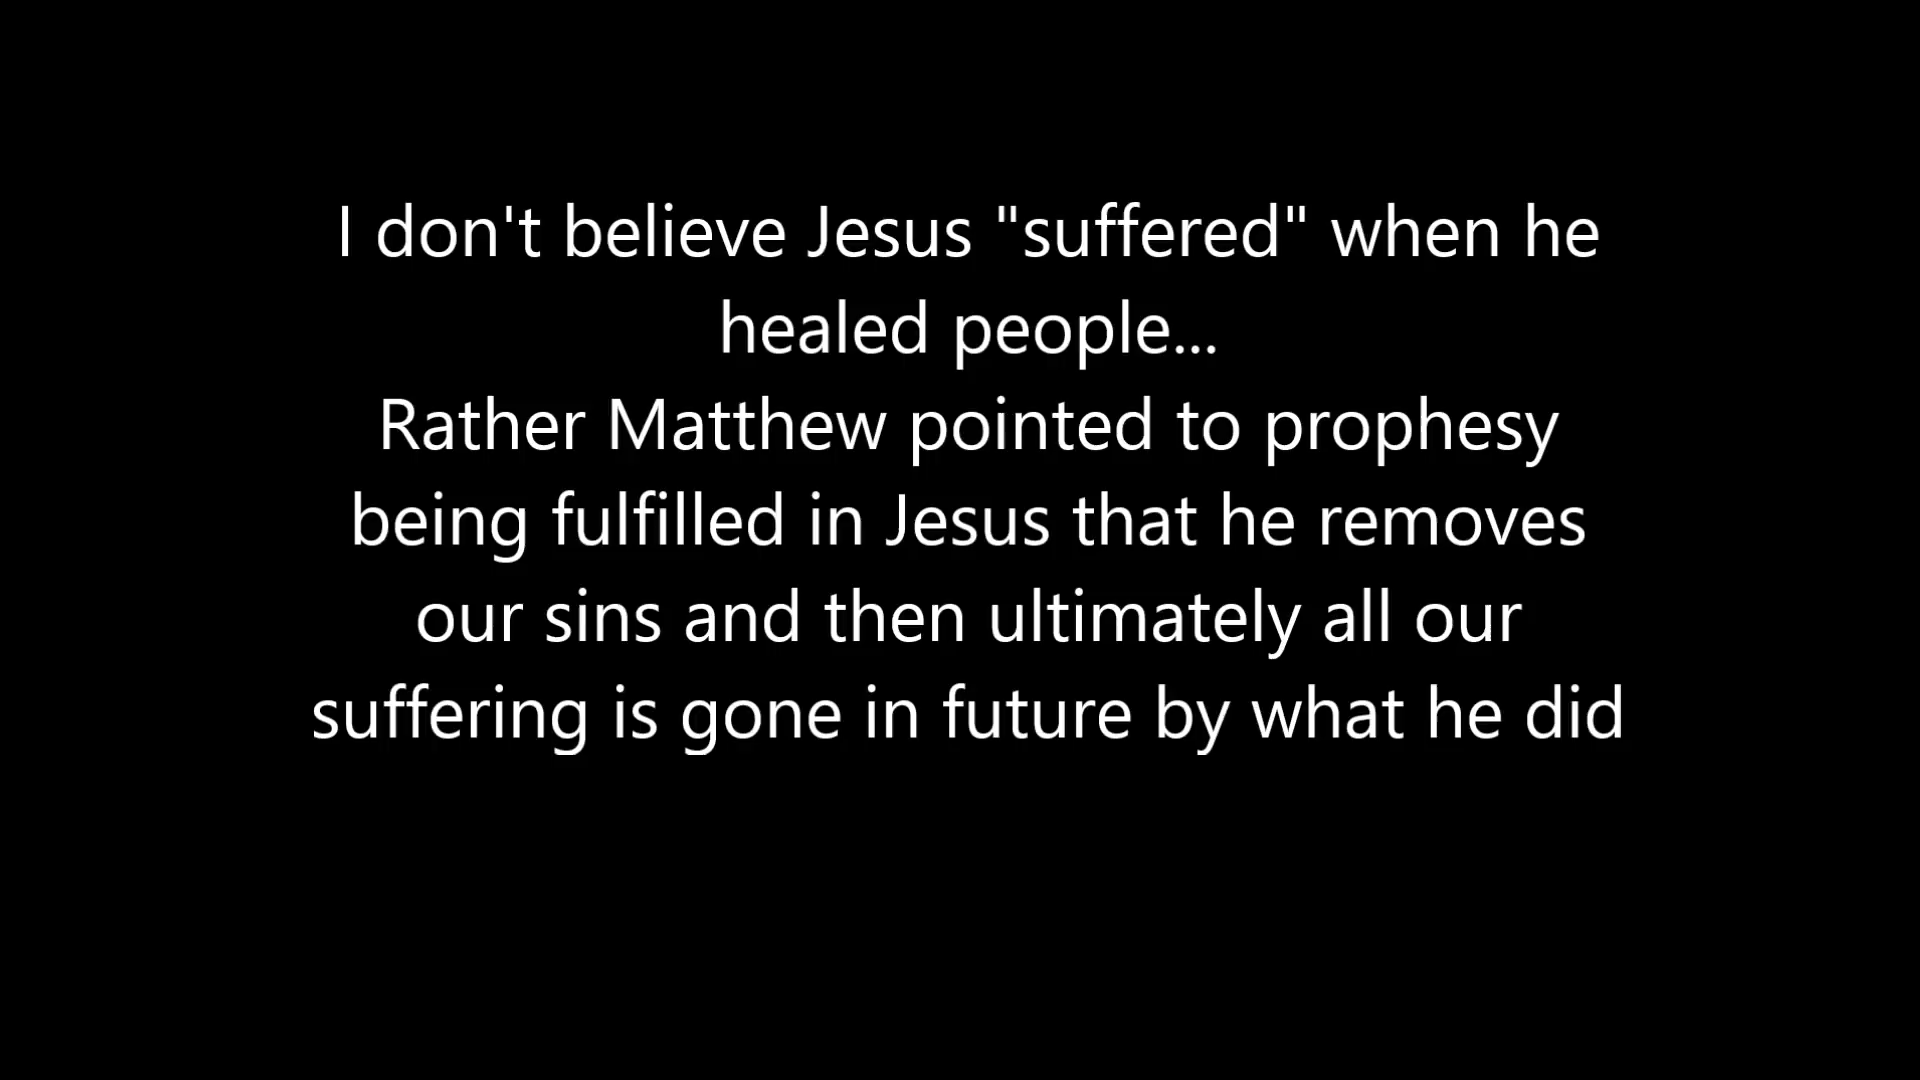 I don't believe Jesus "suffered" when he
healed people...
Rather Matthew pointed to prophesy
being fulfilled in Jesus that he removes
our sins and then ultimately all our
suffering is gone in future by what he did